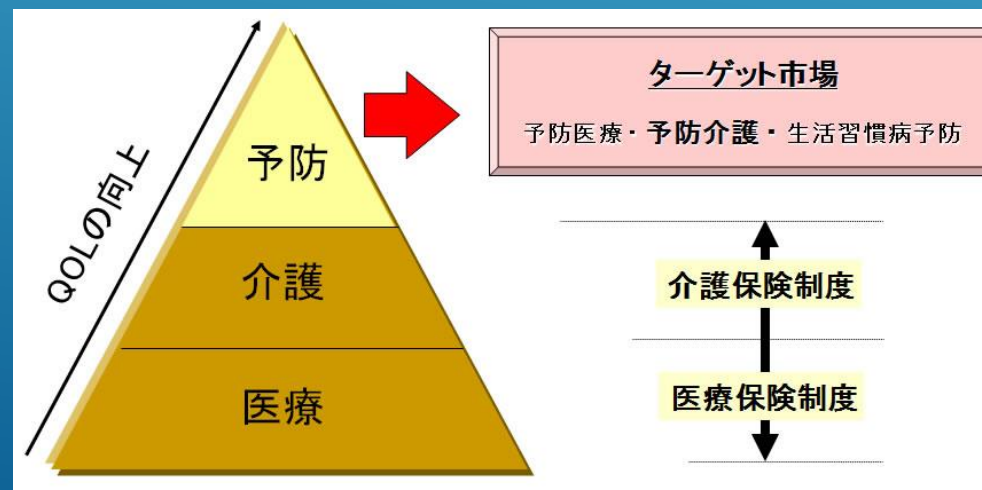 ターゲット市場
予防医療・予防介護・生活習慣病予防
QOLの向上
予防
介護
医療
介護保険制度
医療保険制度